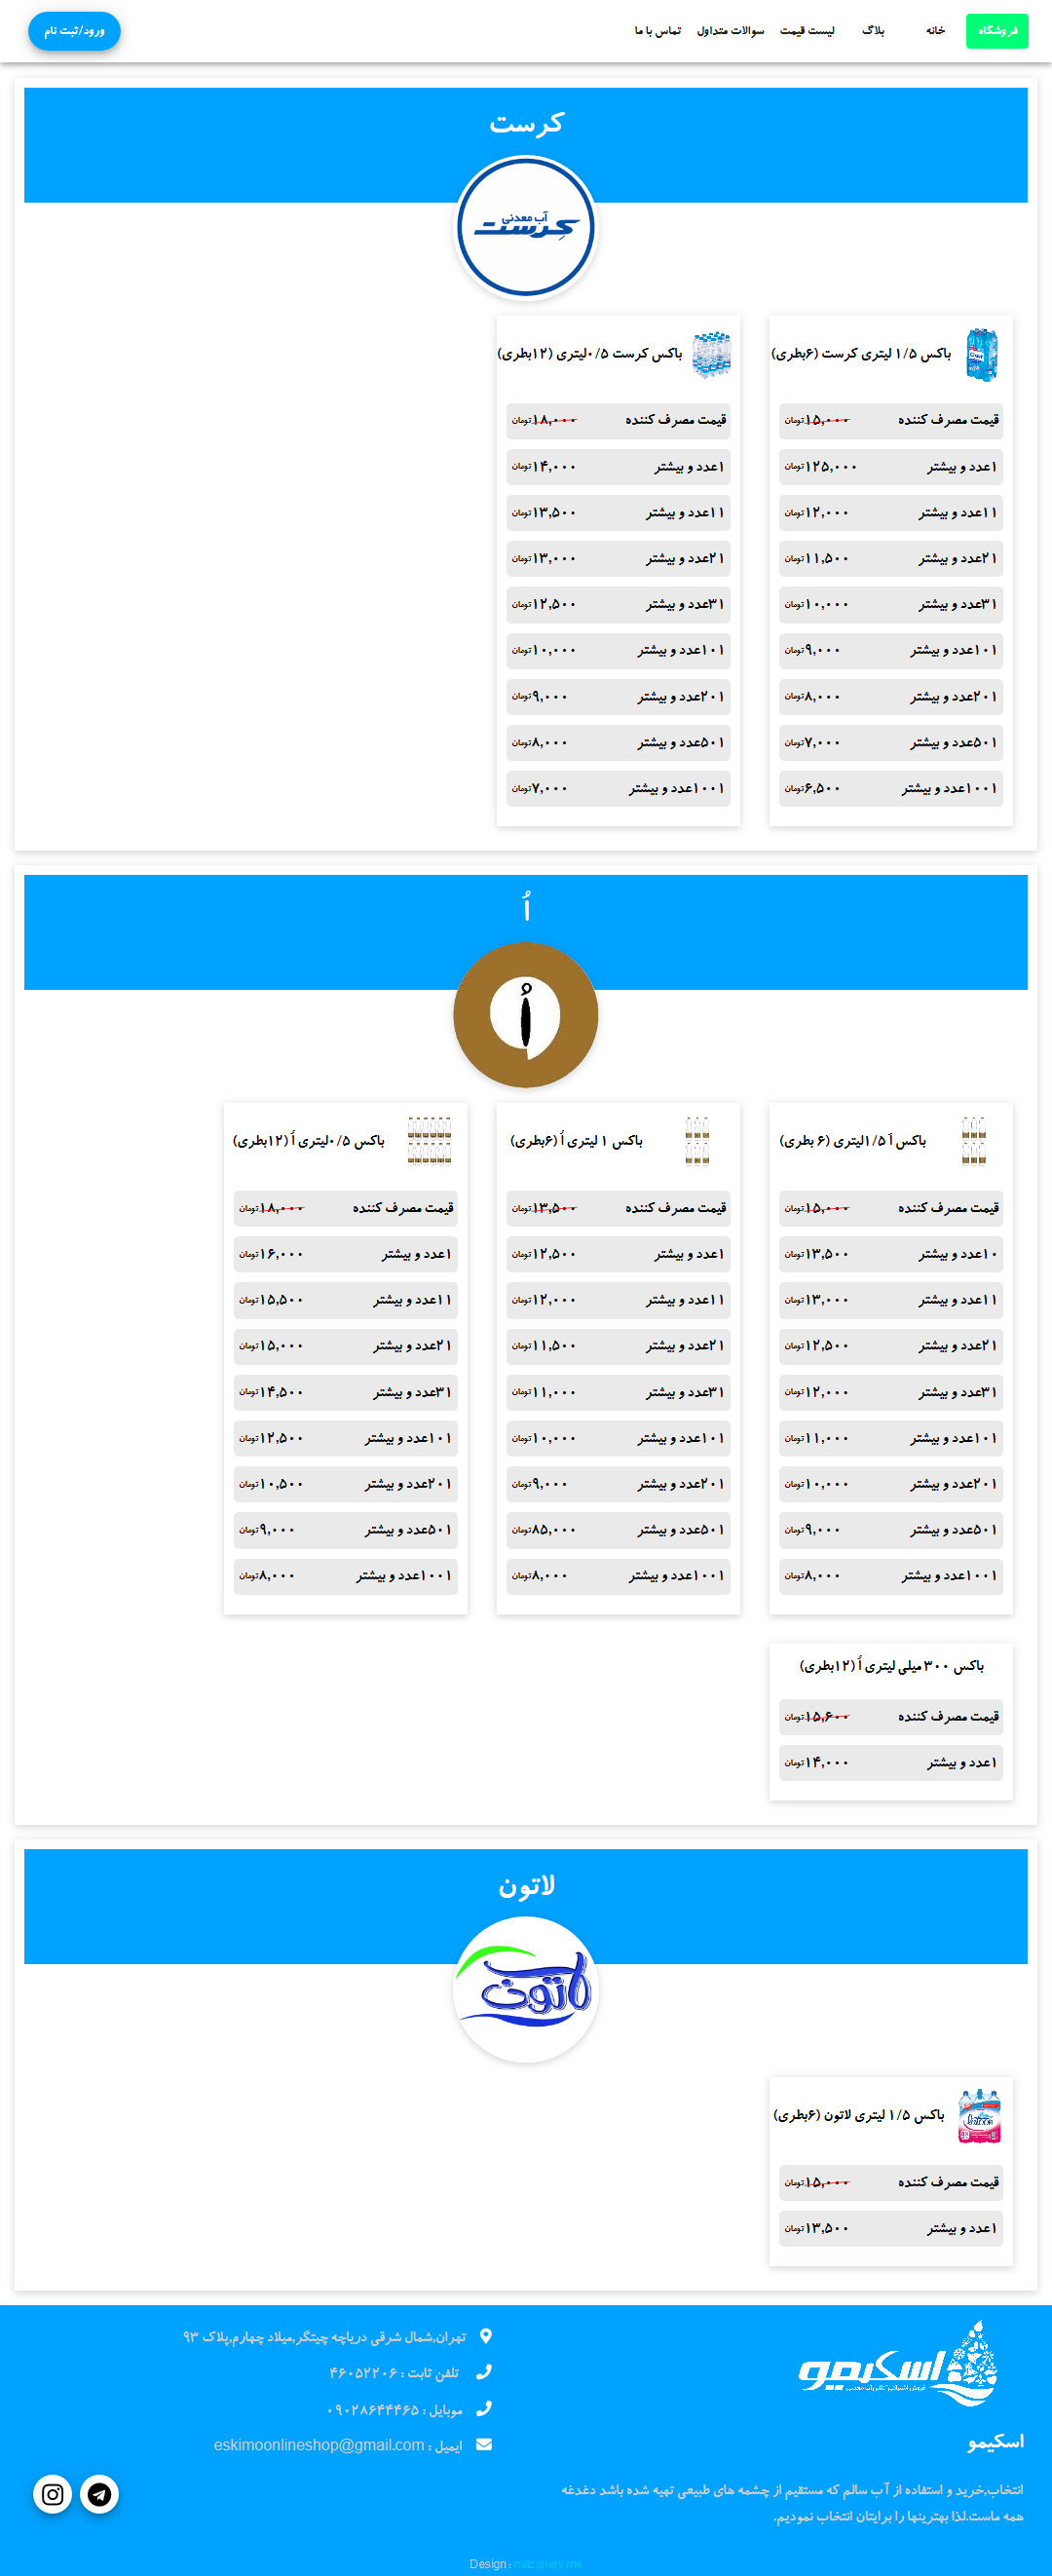 فروشگاه
خانه
بلاگ
لیست قیمت
سوالات متداول
تماس با ما
ورود/ثبت نام
کرست
آب معدنی
کرست
باکس ۱/۵ لیتری کرست (۶بطری)
قیمت مصرف کننده ۱۵,۰۰۰ تومان
۱عدد و بیشتر ۱۲۵,۰۰۰ تومان
۱۱عدد و بیشتر ۱۲,۰۰۰ تومان
۲۱عدد و بیشتر ۱۱,۵۰۰ تومان
۳۱عدد و بیشتر ۱۰,۰۰۰ تومان
۱۰۱عدد و بیشتر ۹,۰۰۰ تومان
۲۰۱عدد و بیشتر ۸,۰۰۰ تومان
۵۰۱عدد و بیشتر ۷,۰۰۰ تومان
۱۰۰۱عدد و بیشتر ۶,۵۰۰ تومان
باکس کرست ۰/۵لیتری (۱۲بطری)
قیمت مصرف کننده ۱۸,۰۰۰ تومان
۱عدد و بیشتر ۱۴,۰۰۰ تومان
۱۱عدد و بیشتر ۱۳,۵۰۰ تومان
۲۱عدد و بیشتر ۱۳,۰۰۰ تومان
۳۱عدد و بیشتر ۱۲,۵۰۰ تومان
۱۰۱عدد و بیشتر ۱۰,۰۰۰ تومان
۲۰۱عدد و بیشتر ۹,۰۰۰ تومان
۵۰۱عدد و بیشتر ۸,۰۰۰ تومان
۱۰۰۱عدد و بیشتر ۷,۰۰۰ تومان
اُ
اُ
باکس آ ۱/۵لیتری (۶ بطری)
قیمت مصرف کننده ۱۵,۰۰۰ تومان
۱۰عدد و بیشتر ۱۳,۵۰۰ تومان
۱۱عدد و بیشتر ۱۳,۰۰۰ تومان
۲۱عدد و بیشتر ۱۲,۵۰۰ تومان
۳۱عدد و بیشتر ۱۲,۰۰۰ تومان
۱۰۱عدد و بیشتر ۱۱,۰۰۰ تومان
۲۰۱عدد و بیشتر ۱۰,۰۰۰ تومان
۵۰۱عدد و بیشتر ۹,۰۰۰ تومان
۱۰۰۱عدد و بیشتر ۸,۰۰۰ تومان
باکس ۱ لیتری اُ (۶بطری)
قیمت مصرف کننده ۱۳,۵۰۰ تومان
۱عدد و بیشتر ۱۲,۵۰۰ تومان
۱۱عدد و بیشتر ۱۲,۰۰۰ تومان
۲۱عدد و بیشتر ۱۱,۵۰۰ تومان
۳۱عدد و بیشتر ۱۱,۰۰۰ تومان
۱۰۱عدد و بیشتر ۱۰,۰۰۰ تومان
۲۰۱عدد و بیشتر ۹,۰۰۰ تومان
۵۰۱عدد و بیشتر ۸۵,۰۰۰ تومان
۱۰۰۱عدد و بیشتر ۸,۰۰۰ تومان
باکس ۰/۵لیتری اُ (۱۲بطری)
قیمت مصرف کننده ۱۸,۰۰۰ تومان
۱عدد و بیشتر ۱۶,۰۰۰ تومان
۱۱عدد و بیشتر ۱۵,۵۰۰ تومان
۲۱عدد و بیشتر ۱۵,۰۰۰ تومان
۳۱عدد و بیشتر ۱۴,۵۰۰ تومان
۱۰۱عدد و بیشتر ۱۲,۵۰۰ تومان
۲۰۱عدد و بیشتر ۱۰,۵۰۰ تومان
۵۰۱عدد و بیشتر ۹,۰۰۰ تومان
۱۰۰۱عدد و بیشتر ۸,۰۰۰ تومان
باکس ۳۰۰ میلی لیتری اُ (۱۲بطری)
قیمت مصرف کننده ۱۵,۶۰۰ تومان
۱عدد و بیشتر ۱۴,۰۰۰ تومان
لاتون
لاتون
باکس ۱/۵ لیتری لاتون (۶بطری)
قیمت مصرف کننده ۱۵,۰۰۰ تومان
۱عدد و بیشتر ۱۳,۵۰۰ تومان
اسکیمو
اسکیمو
انتخاب,خرید و استفاده از آب سالم که مستقیم از چشمه های طبیعی تهیه شده باشد دغدغه
همه ماست.لذا بهترینها را برایتان انتخاب نمودیم.
تهران,شمال شرقی دریاچه چیتگر,میلاد چهارم,پلاک ۹۳
تلفن ثابت : ۴۶۰۵۲۲۰۶
موبایل : ۰۹۰۲۸۶۴۴۴۶۵
ایمیل : eskimoonlineshop@gmail.com
Design :